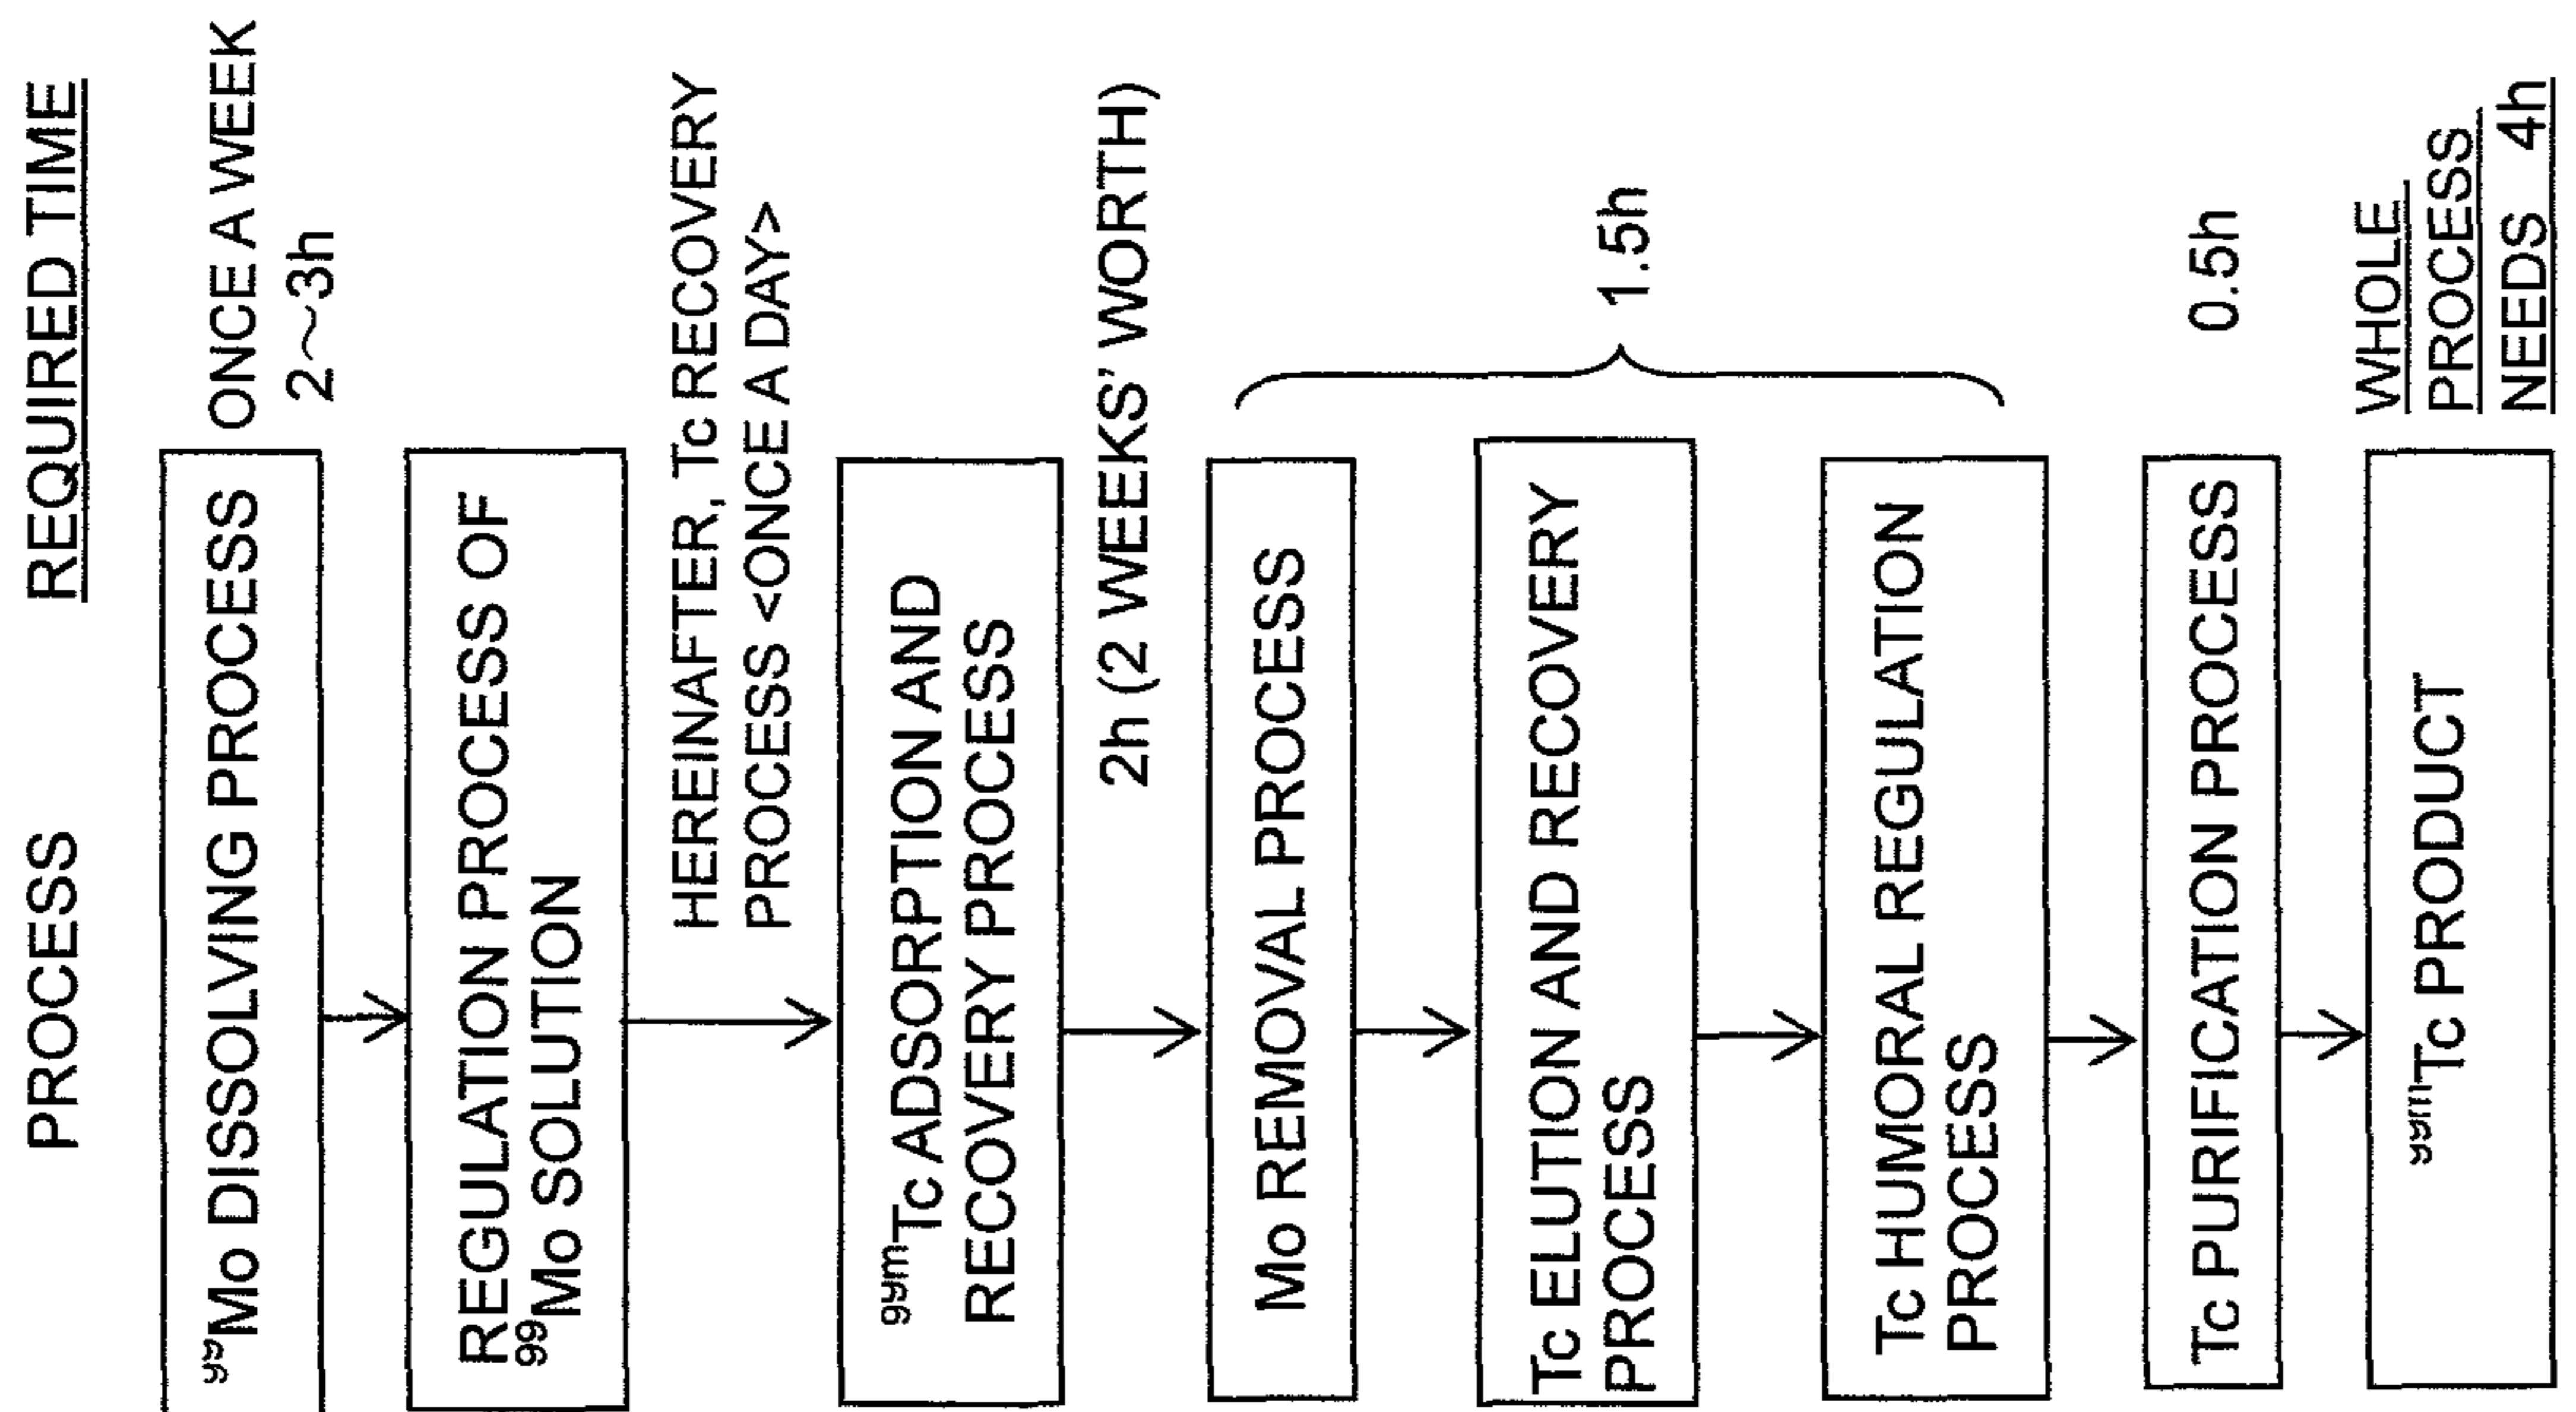 PROCESS
REQUIRED TIME
⁹⁹Mo DISSOLVING PROCESS
ONCE A WEEK
2~3h
REGULATION PROCESS OF
⁹⁹Mo SOLUTION
HEREINAFTER, Tc RECOVERY
PROCESS <ONCE A DAY>
⁹⁹ᵐTc ADSORPTION AND
RECOVERY PROCESS
2h (2 WEEKS' WORTH)
Mo REMOVAL PROCESS
Tc ELUTION AND RECOVERY
PROCESS
1.5h
Tc HUMORAL REGULATION
PROCESS
Tc PURIFICATION PROCESS
0.5h
⁹⁹ᵐTc PRODUCT
WHOLE
PROCESS
NEEDS 4h